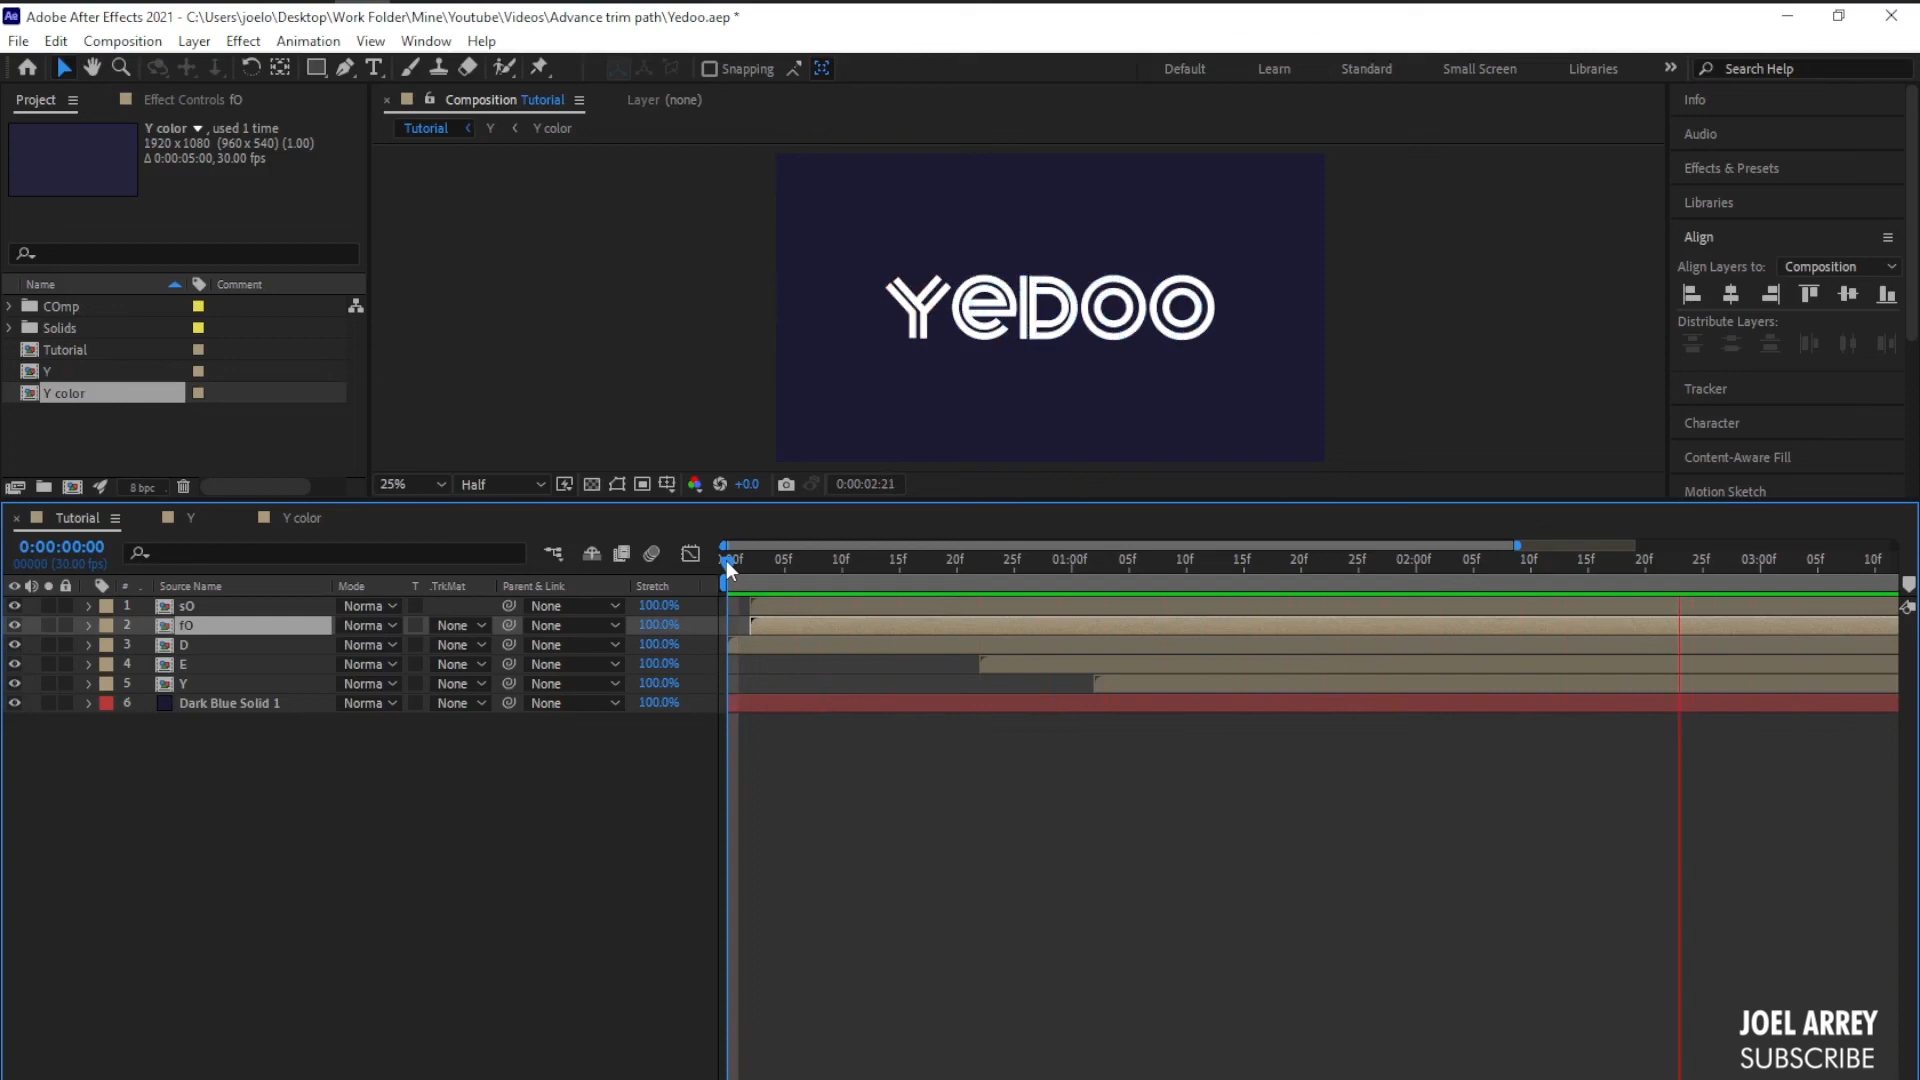 Adobe After Effects 2021 - C:\Users\joelo\Desktop\Work Folder\Mine\Youtube\Videos\Advance trim path\Yedoo.aep *
File Edit Composition Layer Effect Animation View Window Help
Snapping Default Learn Standard Small Screen Libraries Search Help
Project Effect Controls fO
Composition Tutorial Layer (none)
Tutorial Y Y color
Y color , used 1 time
1920 x 1080 (960 x 540) (1.00)
Δ 0:00:05:00, 30.00 fps
Name Comment
COmp
Solids
Tutorial
Y
Y color
8 bpc
YeDOO
25% Half +0.0 0:00:02:21
Info
Audio
Effects & Presets
Libraries
Align
Align Layers to: Composition
Distribute Layers:
Tracker
Character
Content-Aware Fill
Motion Sketch
Tutorial Y Y color
0:00:00:00
00000 (30.00 fps)
05f 10f 15f 20f 25f 01:00f 05f 10f 15f 20f 25f 02:00f 05f 10f 15f 20f 25f 03:00f 05f 10f
# Source Name Mode T .TrkMat Parent & Link Stretch
1 sO Norma None 100.0%
2 fO Norma None None 100.0%
3 D Norma None None 100.0%
4 E Norma None None 100.0%
5 Y Norma None None 100.0%
6 Dark Blue Solid 1 Norma None None 100.0%
JOEL ARREY
SUBSCRIBE